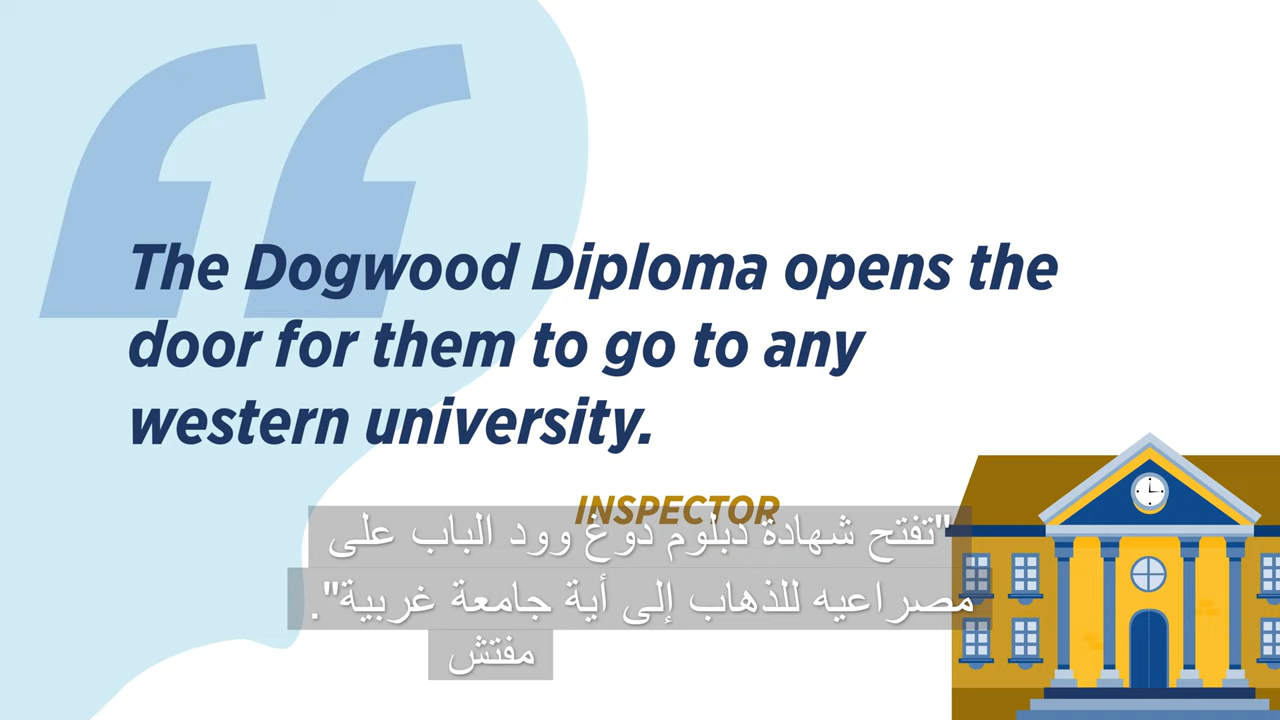 The Dogwood Diploma opens the
door for them to go to any
western university.
INSPECTOR
"تفتح شهادة دبلوم دوغ وود الباب على
مصراعيه للذهاب إلى أية جامعة غربية".
مفتش